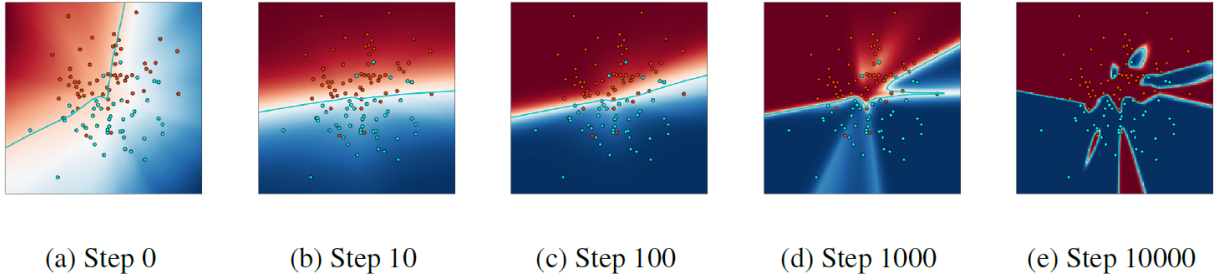 (a) Step 0
(b) Step 10
(c) Step 100
(d) Step 1000
(e) Step 10000